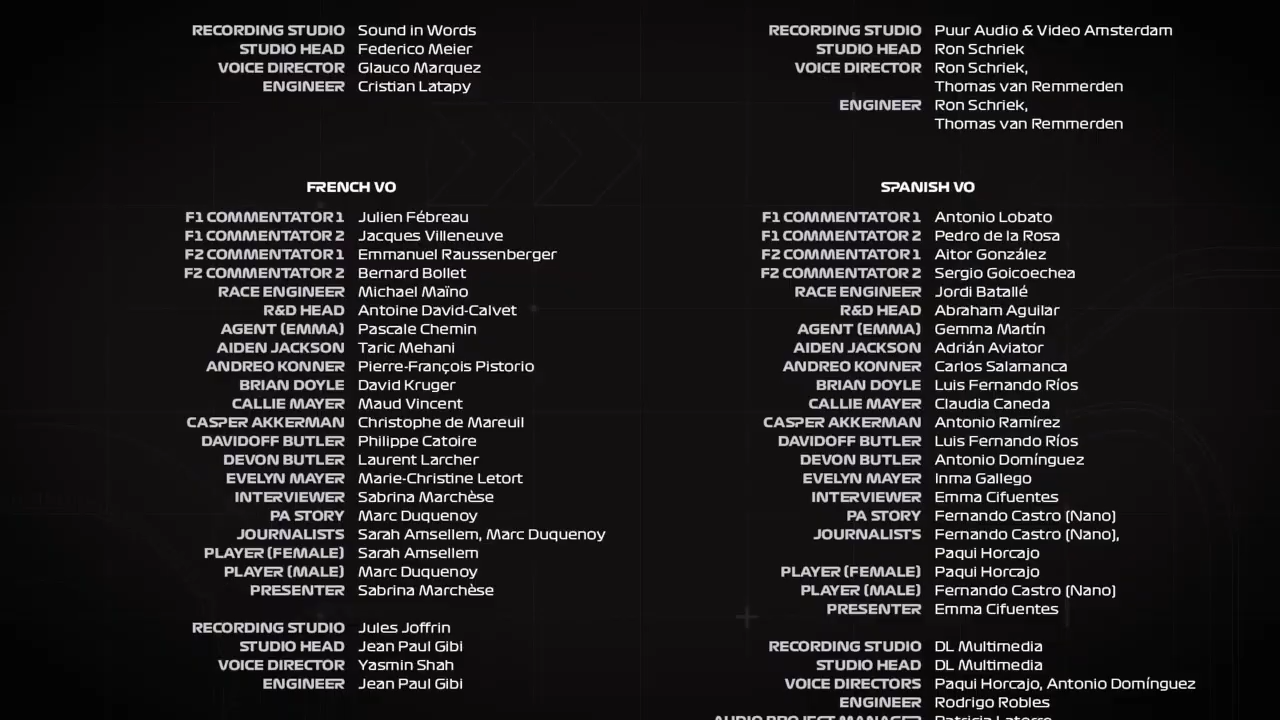 RECORDING STUDIO Sound in Words
STUDIO HEAD Federico Meier
VOICE DIRECTOR Glauco Marquez
ENGINEER Cristian Latapy
RECORDING STUDIO Puur Audio & Video Amsterdam
STUDIO HEAD Ron Schriek
VOICE DIRECTOR Ron Schriek,
Thomas van Remmerden
ENGINEER Ron Schriek,
Thomas van Remmerden
FRENCH VO
F1 COMMENTATOR 1 Julien Fébreau
F1 COMMENTATOR 2 Jacques Villeneuve
F2 COMMENTATOR 1 Emmanuel Raussenberger
F2 COMMENTATOR 2 Bernard Bollet
RACE ENGINEER Michael Maïno
R&D HEAD Antoine David-Calvet
AGENT (EMMA) Pascale Chemin
AIDEN JACKSON Taric Mehani
ANDREO KONNER Pierre-François Pistorio
BRIAN DOYLE David Kruger
CALLIE MAYER Maud Vincent
CASPER AKKERMAN Christophe de Mareuil
DAVIDOFF BUTLER Philippe Catoire
DEVON BUTLER Laurent Larcher
EVELYN MAYER Marie-Christine Letort
INTERVIEWER Sabrina Marchèse
PA STORY Marc Duquenoy
JOURNALISTS Sarah Amsellem, Marc Duquenoy
PLAYER (FEMALE) Sarah Amsellem
PLAYER (MALE) Marc Duquenoy
PRESENTER Sabrina Marchèse
RECORDING STUDIO Jules Joffrin
STUDIO HEAD Jean Paul Gibi
VOICE DIRECTOR Yasmin Shah
ENGINEER Jean Paul Gibi
SPANISH VO
F1 COMMENTATOR 1 Antonio Lobato
F1 COMMENTATOR 2 Pedro de la Rosa
F2 COMMENTATOR 1 Aitor González
F2 COMMENTATOR 2 Sergio Goicoechea
RACE ENGINEER Jordi Batallé
R&D HEAD Abraham Aguilar
AGENT (EMMA) Gemma Martín
AIDEN JACKSON Adrián Aviator
ANDREO KONNER Carlos Salamanca
BRIAN DOYLE Luis Fernando Ríos
CALLIE MAYER Claudia Caneda
CASPER AKKERMAN Antonio Ramírez
DAVIDOFF BUTLER Luis Fernando Ríos
DEVON BUTLER Antonio Domínguez
EVELYN MAYER Inma Gallego
INTERVIEWER Emma Cifuentes
PA STORY Fernando Castro (Nano)
JOURNALISTS Fernando Castro (Nano),
Paqui Horcajo
PLAYER (FEMALE) Paqui Horcajo
PLAYER (MALE) Fernando Castro (Nano)
PRESENTER Emma Cifuentes
RECORDING STUDIO DL Multimedia
STUDIO HEAD DL Multimedia
VOICE DIRECTORS Paqui Horcajo, Antonio Domínguez
ENGINEER Rodrigo Robles
AUDIO PROJECT MANAGER Patricia Latorre